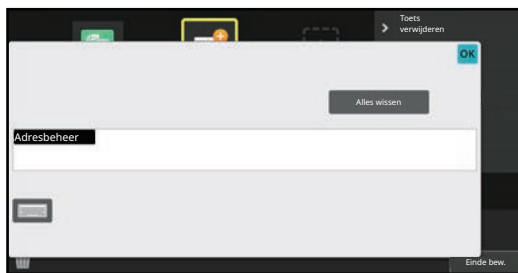 Toets
verwijderen
OK
Alles wissen
Adresbeheer
Einde bew.